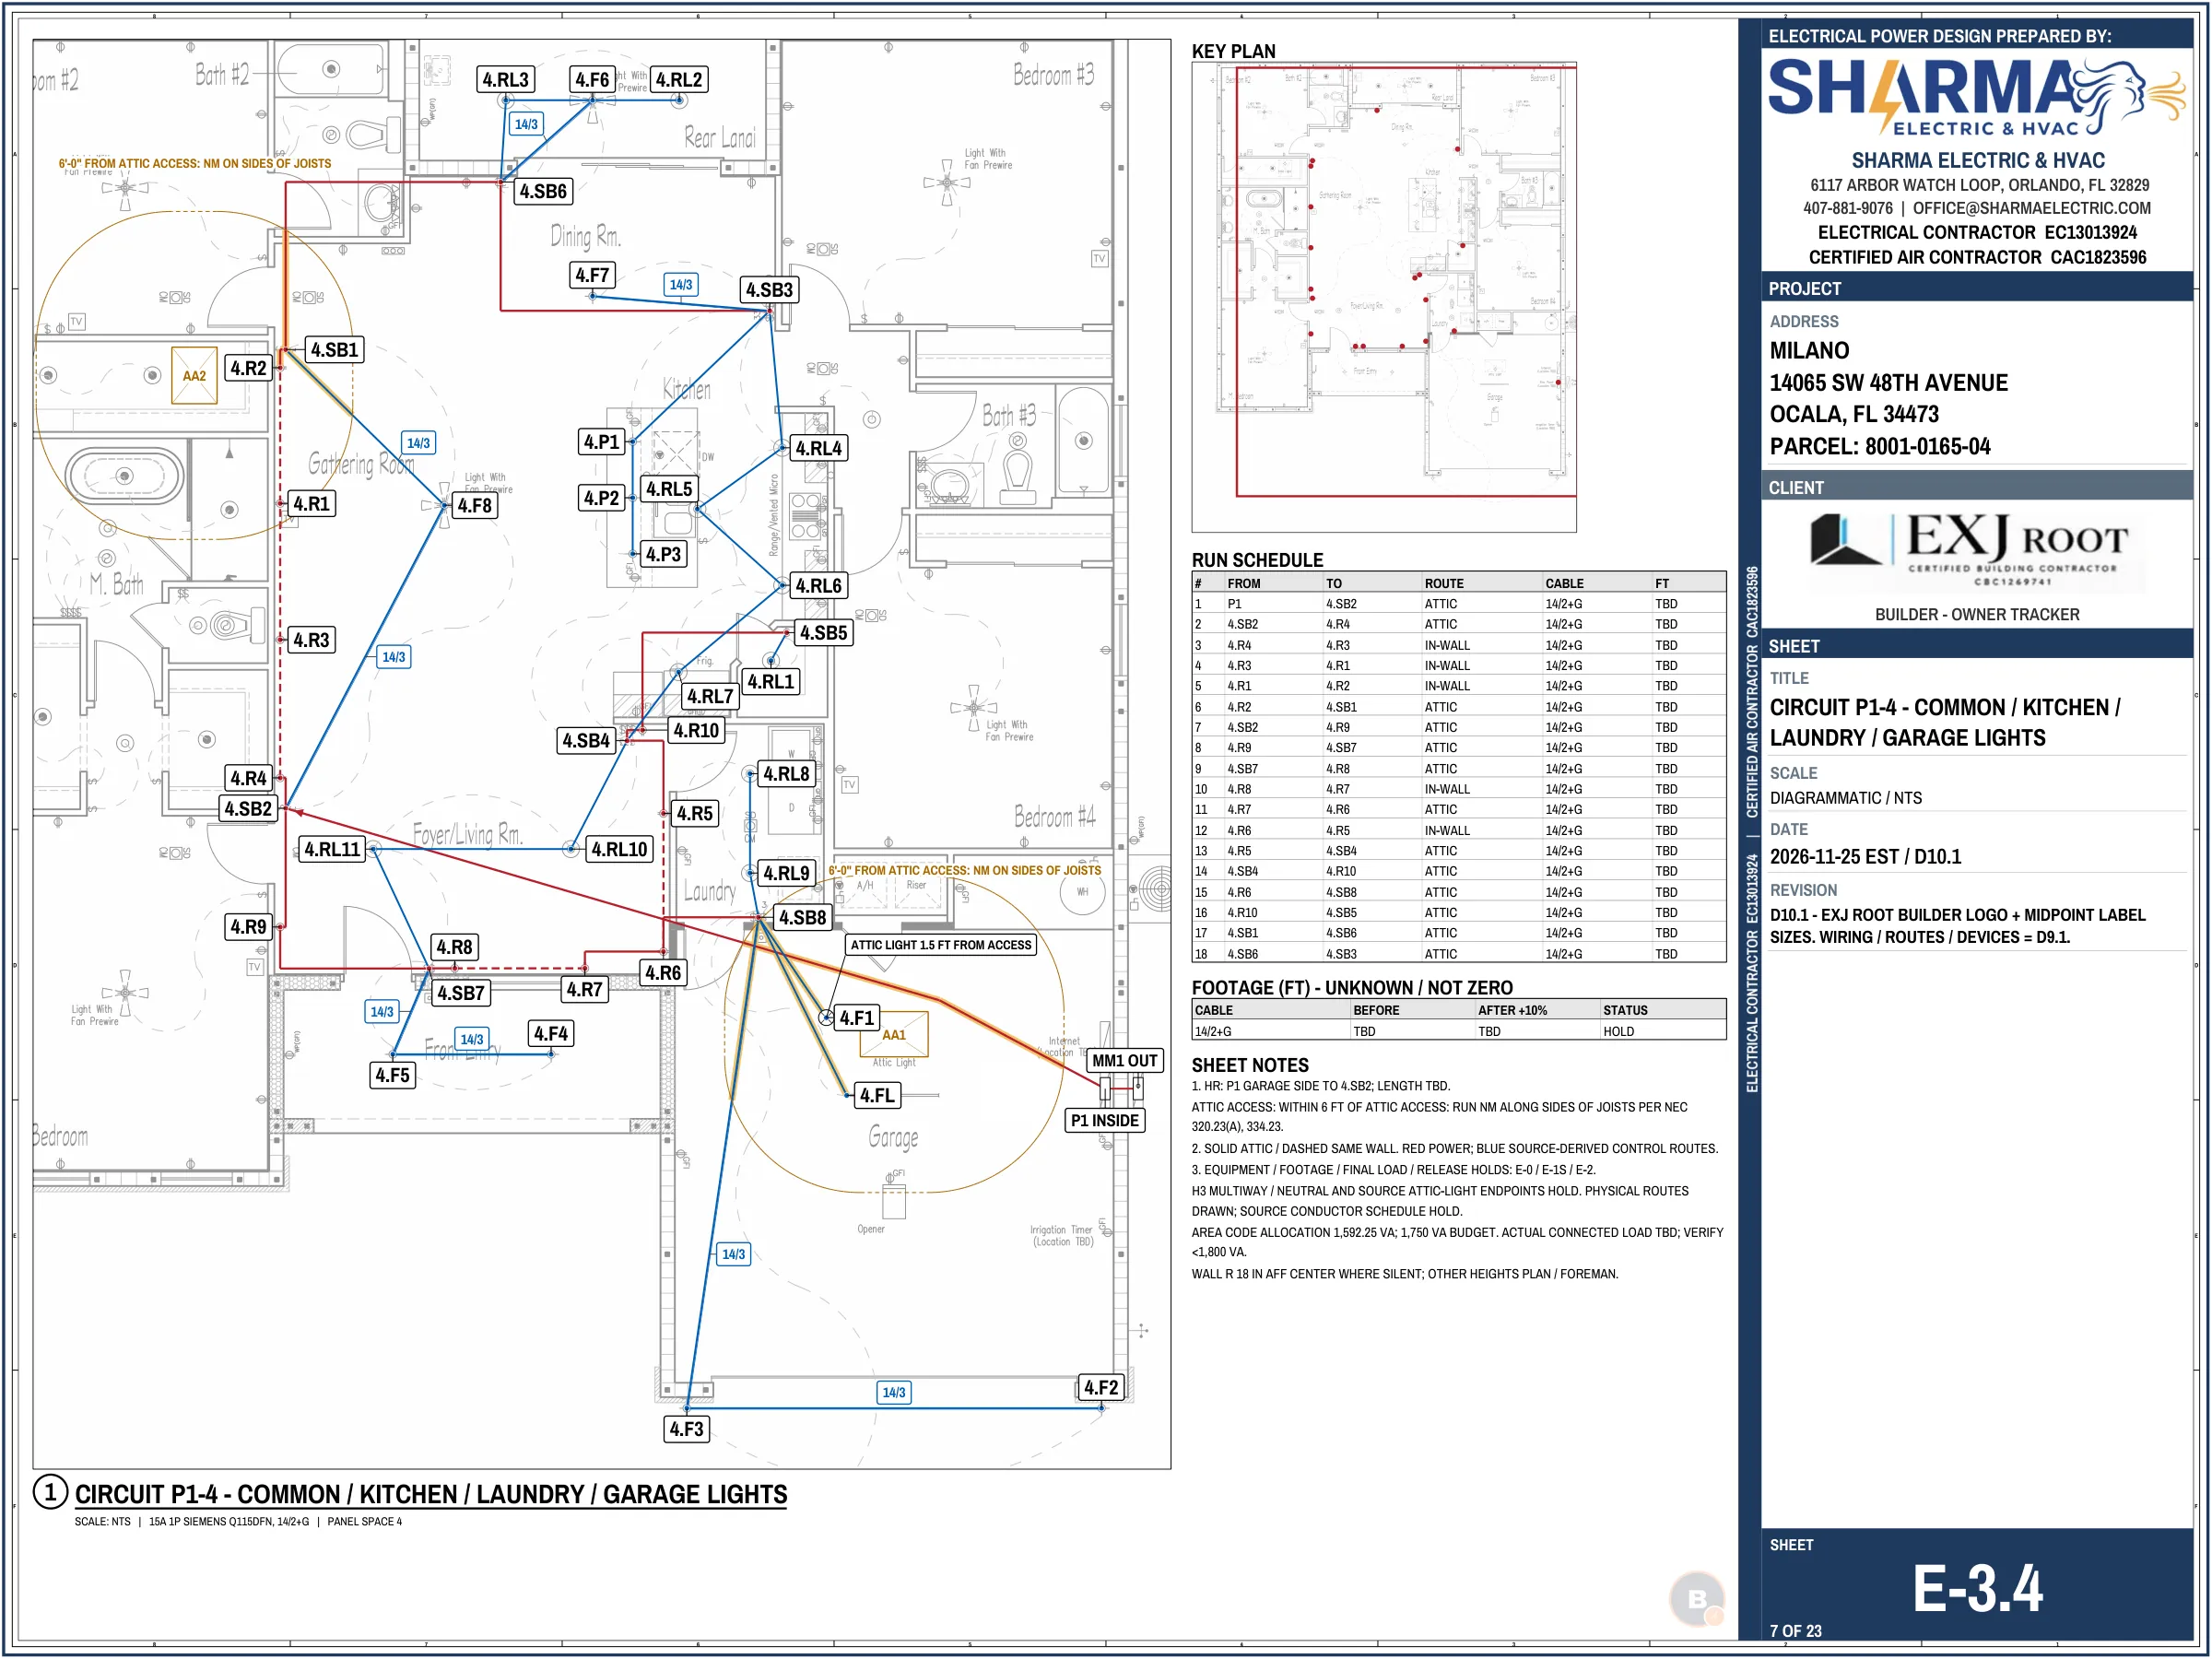 oom #2
Bath #2
4.RL3
4.F6
4.RL2
ht With
Prewire
Bedroom #3
14/3
Rear Lanai
6'-0" FROM ATTIC ACCESS: NM ON SIDES OF JOISTS
Fan Prewire
Light With
Fan Prewire
4.SB6
Dining Rm.
4.F7
14/3
4.SB3
TV
TV
4.SB1
4.R2
AA2
Kitchen
14/3
4.P1
DW
4.RL4
Bath #3
Gathering Room
Light With
Fan Prewire
4.RL5
4.R1
4.F8
4.P2
Range/Vented Micro
4.P3
M. Bath
4.RL6
4.R3
4.SB5
14/3
Frig.
4.RL1
4.RL7
Light With
Fan Prewire
4.R10
4.SB4
W
4.RL8
TV
4.R4
4.SB2
D
4.R5
Foyer/Living Rm.
Bedroom #4
4.RL11
4.RL10
4.RL9
6'-0" FROM ATTIC ACCESS: NM ON SIDES OF JOISTS
Laundry
A/H
Riser
WH
4.R9
4.SB8
ATTIC LIGHT 1.5 FT FROM ACCESS
4.R8
TV
4.R6
4.R7
4.SB7
Light With
Fan Prewire
14/3
4.F1
AA1
14/3
4.F4
Front Entry
Attic Light
Internet
MM1 OUT
4.F5
4.FL
P1 INSIDE
Bedroom
Garage
GFI
Opener
Irrigation Timer
(Location TBD)
14/3
14/3
4.F2
4.F3
1 CIRCUIT P1-4 - COMMON / KITCHEN / LAUNDRY / GARAGE LIGHTS
SCALE: NTS | 15A 1P SIEMENS Q115DFN, 14/2+G | PANEL SPACE 4
KEY PLAN
RUN SCHEDULE
# FROM TO ROUTE CABLE FT
1 P1 4.SB2 ATTIC 14/2+G TBD
2 4.SB2 4.R4 ATTIC 14/2+G TBD
3 4.R4 4.R3 IN-WALL 14/2+G TBD
4 4.R3 4.R1 IN-WALL 14/2+G TBD
5 4.R1 4.R2 IN-WALL 14/2+G TBD
6 4.R2 4.SB1 ATTIC 14/2+G TBD
7 4.SB2 4.R9 ATTIC 14/2+G TBD
8 4.R9 4.SB7 ATTIC 14/2+G TBD
9 4.SB7 4.R8 ATTIC 14/2+G TBD
10 4.R8 4.R7 IN-WALL 14/2+G TBD
11 4.R7 4.R6 ATTIC 14/2+G TBD
12 4.R6 4.R5 IN-WALL 14/2+G TBD
13 4.R5 4.SB4 ATTIC 14/2+G TBD
14 4.SB4 4.R10 ATTIC 14/2+G TBD
15 4.R6 4.SB8 ATTIC 14/2+G TBD
16 4.R10 4.SB5 ATTIC 14/2+G TBD
17 4.SB1 4.SB6 ATTIC 14/2+G TBD
18 4.SB6 4.SB3 ATTIC 14/2+G TBD
FOOTAGE (FT) - UNKNOWN / NOT ZERO
CABLE BEFORE AFTER +10% STATUS
14/2+G TBD TBD HOLD
SHEET NOTES
1. HR: P1 GARAGE SIDE TO 4.SB2; LENGTH TBD.
ATTIC ACCESS: WITHIN 6 FT OF ATTIC ACCESS: RUN NM ALONG SIDES OF JOISTS PER NEC
320.23(A), 334.23.
2. SOLID ATTIC / DASHED SAME WALL. RED POWER; BLUE SOURCE-DERIVED CONTROL ROUTES.
3. EQUIPMENT / FOOTAGE / FINAL LOAD / RELEASE HOLDS: E-0 / E-1S / E-2.
H3 MULTIWAY / NEUTRAL AND SOURCE ATTIC-LIGHT ENDPOINTS HOLD. PHYSICAL ROUTES
DRAWN; SOURCE CONDUCTOR SCHEDULE HOLD.
AREA CODE ALLOCATION 1,592.25 VA; 1,750 VA BUDGET. ACTUAL CONNECTED LOAD TBD; VERIFY
<1,800 VA.
WALL R 18 IN AFF CENTER WHERE SILENT; OTHER HEIGHTS PLAN / FOREMAN.
B
ELECTRICAL CONTRACTOR EC13013924 | CERTIFIED AIR CONTRACTOR CAC1823596
ELECTRICAL POWER DESIGN PREPARED BY:
SHARMA
ELECTRIC & HVAC
SHARMA ELECTRIC & HVAC
6117 ARBOR WATCH LOOP, ORLANDO, FL 32829
407-881-9076 | OFFICE@SHARMAELECTRIC.COM
ELECTRICAL CONTRACTOR EC13013924
CERTIFIED AIR CONTRACTOR CAC1823596
PROJECT
ADDRESS
MILANO
14065 SW 48TH AVENUE
OCALA, FL 34473
PARCEL: 8001-0165-04
CLIENT
EXJ ROOT
CERTIFIED BUILDING CONTRACTOR
CBC1269741
BUILDER - OWNER TRACKER
SHEET
TITLE
CIRCUIT P1-4 - COMMON / KITCHEN /
LAUNDRY / GARAGE LIGHTS
SCALE
DIAGRAMMATIC / NTS
DATE
2026-11-25 EST / D10.1
REVISION
D10.1 - EXJ ROOT BUILDER LOGO + MIDPOINT LABEL
SIZES. WIRING / ROUTES / DEVICES = D9.1.
SHEET
E-3.4
7 OF 23